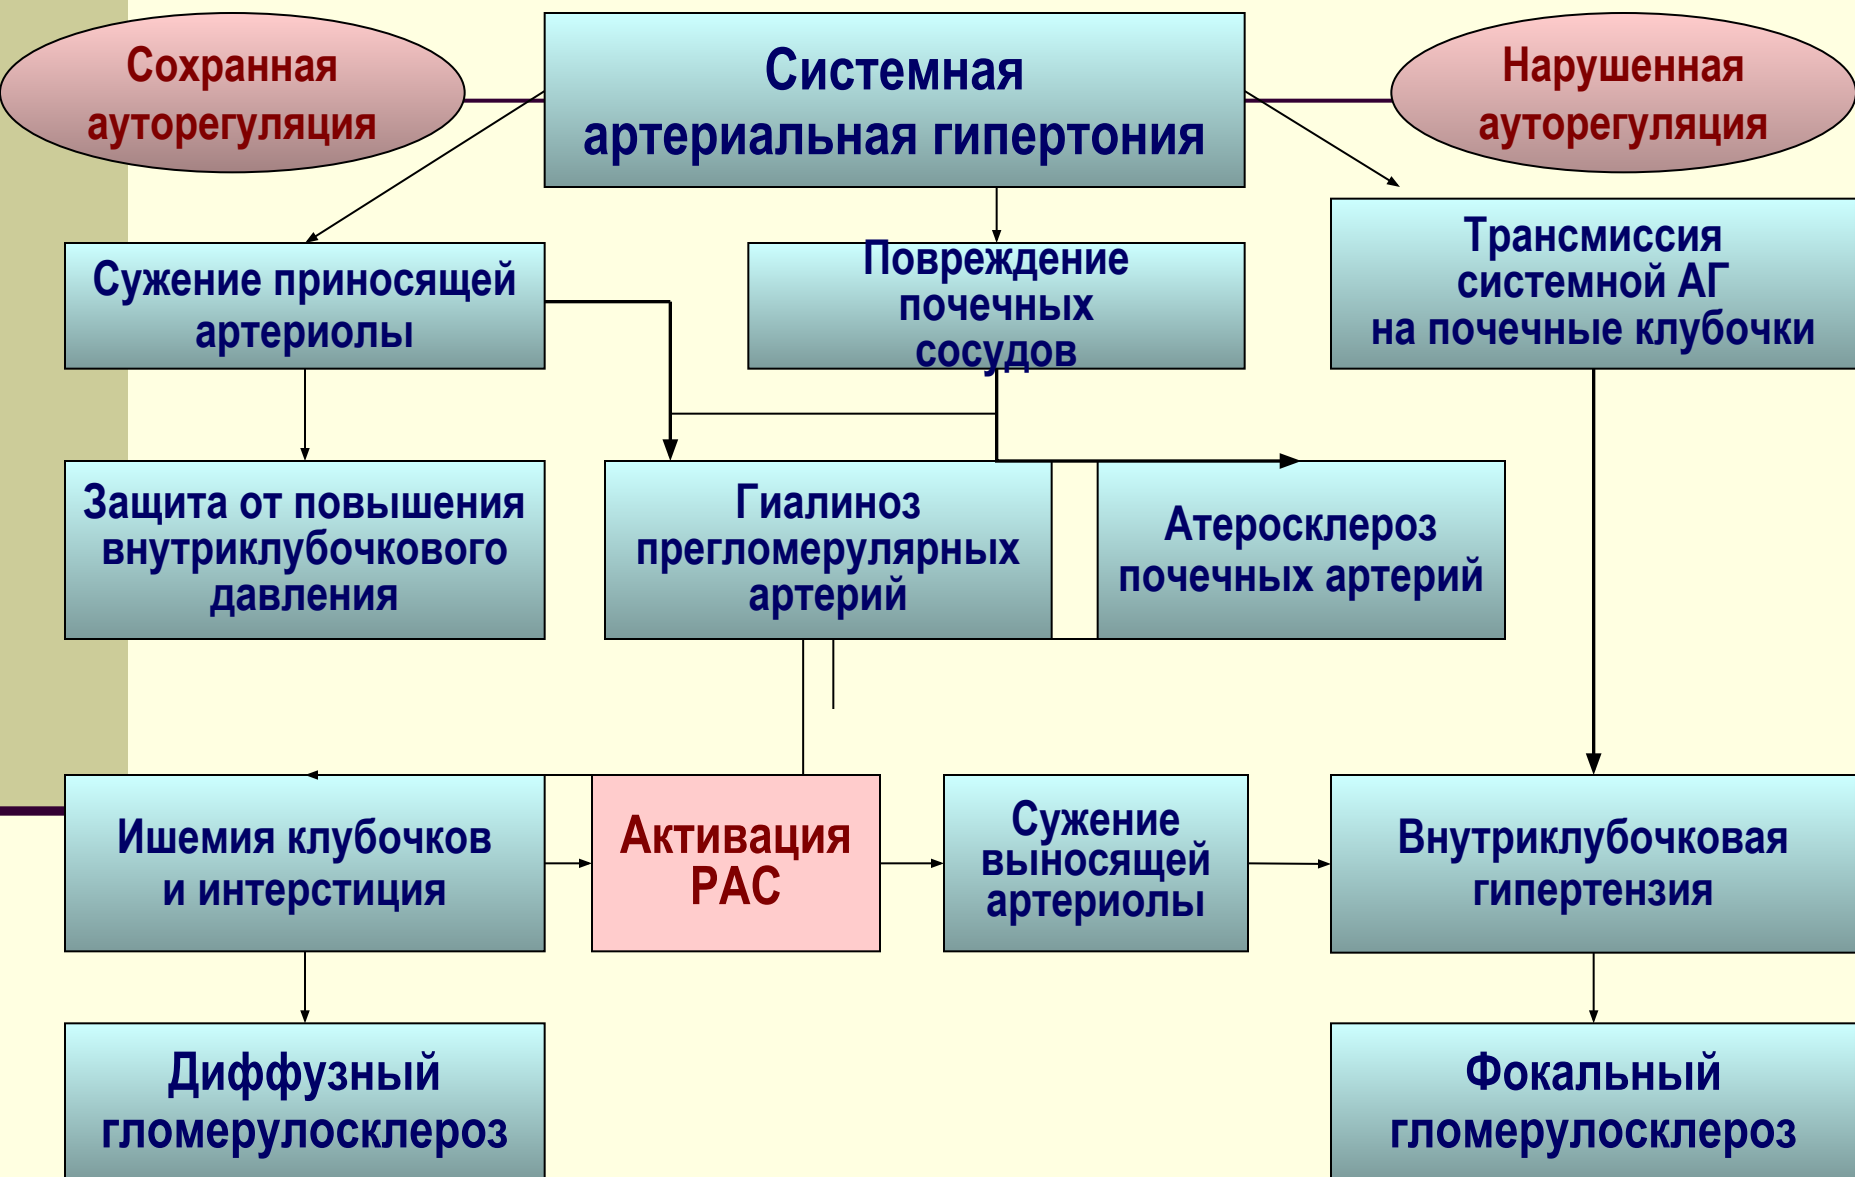 Сохранная
ауторегуляция
Системная
артериальная гипертония
Нарушенная
ауторегуляция
Сужение приносящей
артериолы
Повреждение
почечных
сосудов
Трансмиссия
системной АГ
на почечные клубочки
Защита от повышения
внутриклубочкового
давления
Гиалиноз
прегломерулярных
артерий
Атеросклероз
почечных артерий
Ишемия клубочков
и интерстиция
Активация
РАС
Сужение
выносящей
артериолы
Внутриклубочковая
гипертензия
Диффузный
гломерулосклероз
Фокальный
гломерулосклероз